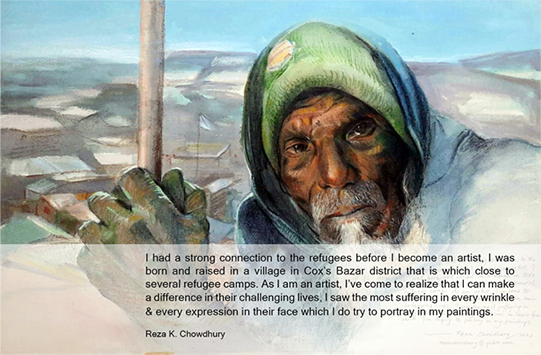 I had a strong connection to the refugees before I become an artist, I was
born and raised in a village in Cox's Bazar district that is which close to
several refugee camps. As I am an artist, I've come to realize that I can make
a difference in their challenging lives, I saw the most suffering in every wrinkle
& every expression in their face which I do try to portray in my paintings.
Reza K. Chowdhury